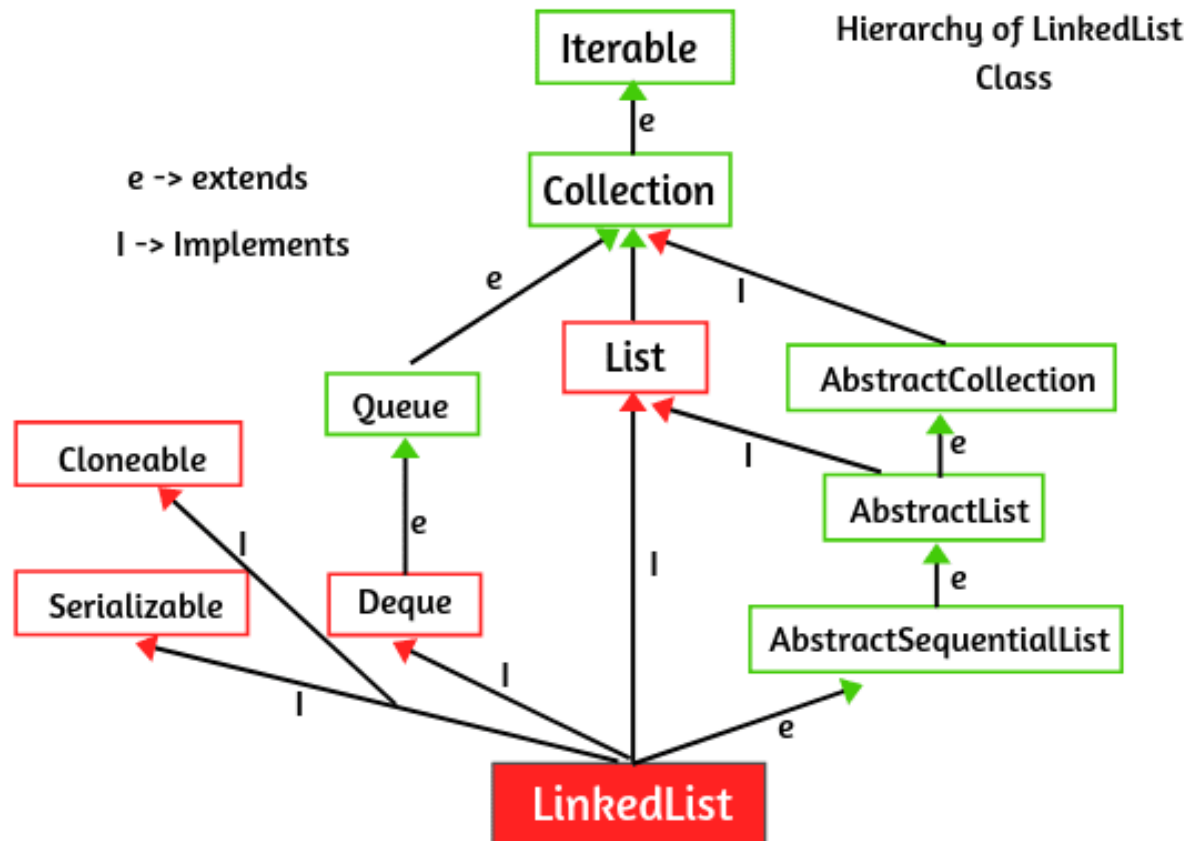 Iterable
Hierarchy of LinkedList
Class
e
e -> extends
Collection
I -> Implements
e
I
List
AbstractCollection
Queue
Cloneable
I
e
AbstractList
e
I
I
e
Serializable
Deque
AbstractSequentialList
I
I
e
LinkedList